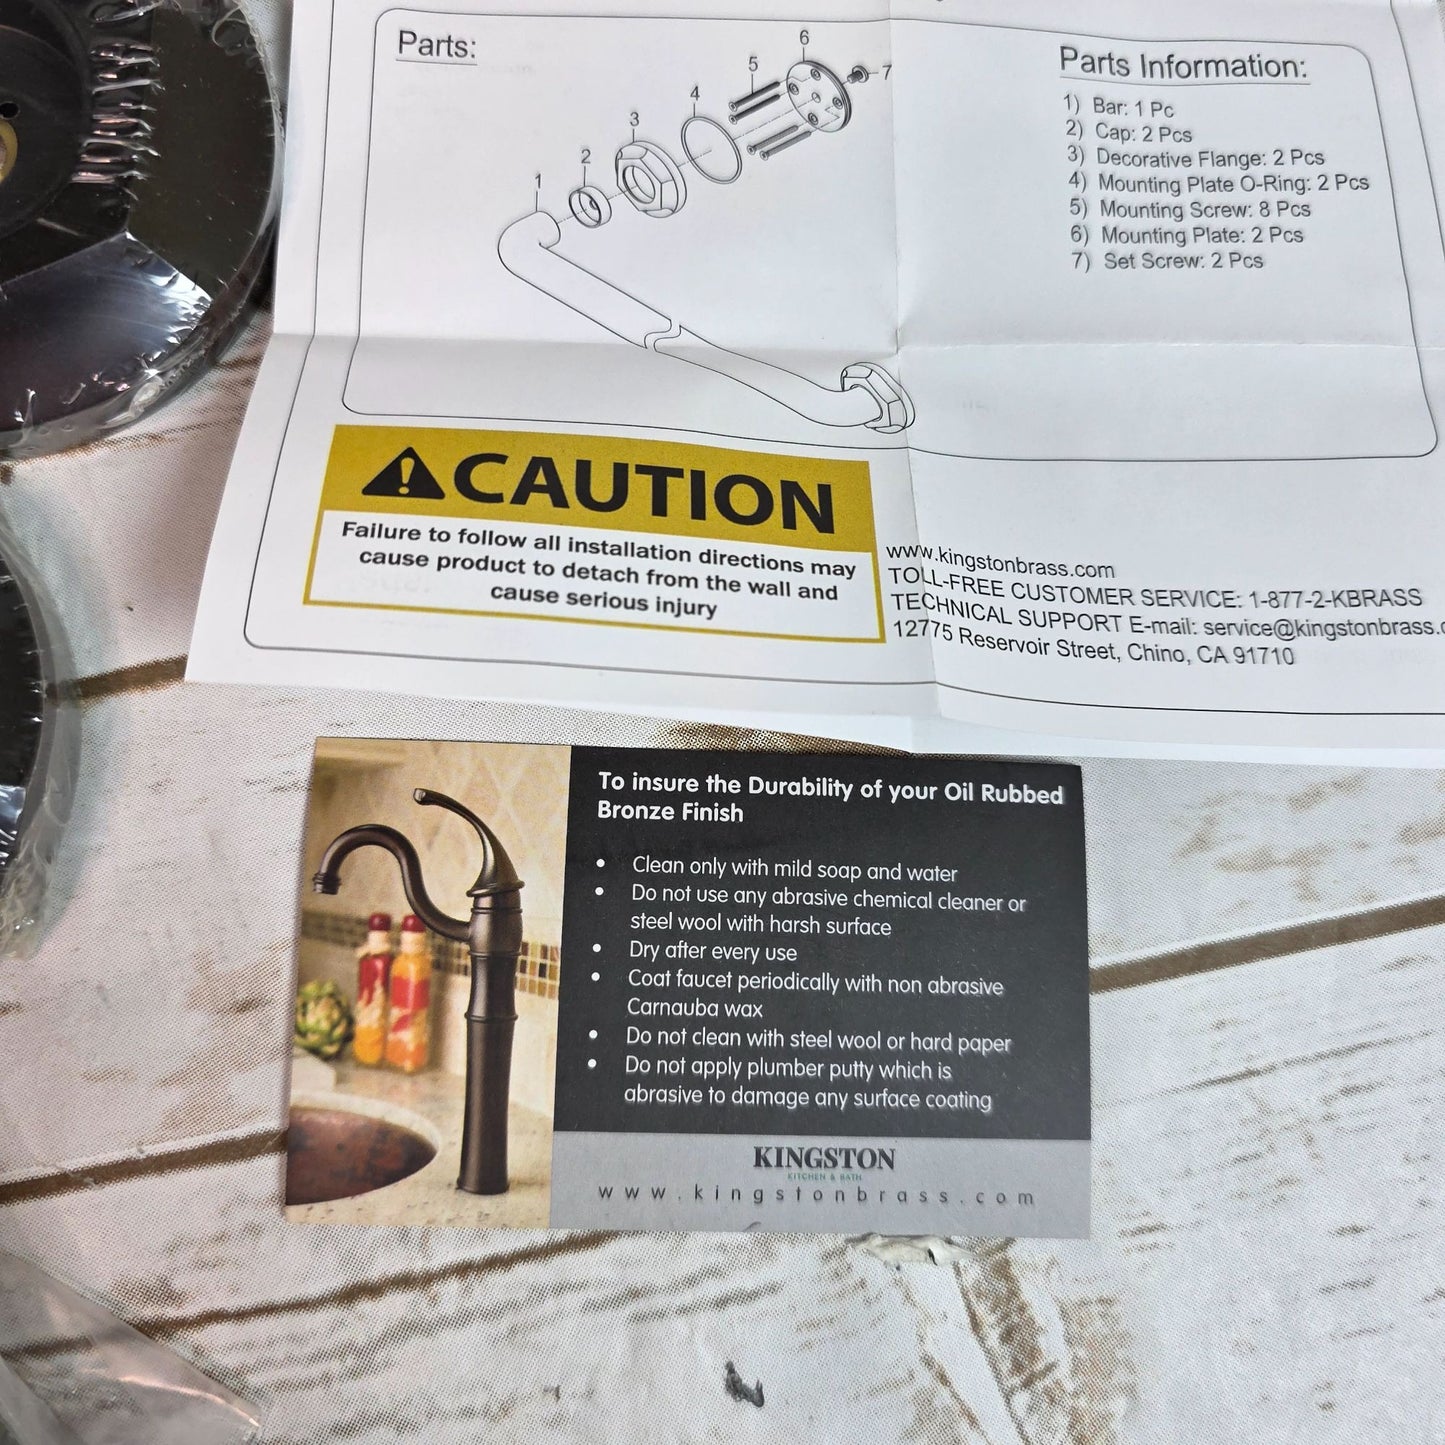 Parts:
1
2
3
4
5
6
7
Parts Information:
1) Bar: 1 Pc
2) Cap: 2 Pcs
3) Decorative Flange: 2 Pcs
4) Mounting Plate O-Ring: 2 Pcs
5) Mounting Screw: 8 Pcs
6) Mounting Plate: 2 Pcs
7) Set Screw: 2 Pcs
CAUTION
Failure to follow all installation directions may
cause product to detach from the wall and
cause serious injury
www.kingstonbrass.com
TOLL-FREE CUSTOMER SERVICE: 1-877-2-KBRASS
TECHNICAL SUPPORT E-mail: service@kingstonbrass.c
12775 Reservoir Street, Chino, CA 91710
To insure the Durability of your Oil Rubbed
Bronze Finish
• Clean only with mild soap and water
• Do not use any abrasive chemical cleaner or
steel wool with harsh surface
• Dry after every use
• Coat faucet periodically with non abrasive
Carnauba wax
• Do not clean with steel wool or hard paper
• Do not apply plumber putty which is
abrasive to damage any surface coating
KINGSTON
KITCHEN & BATH
www.kingstonbrass.com